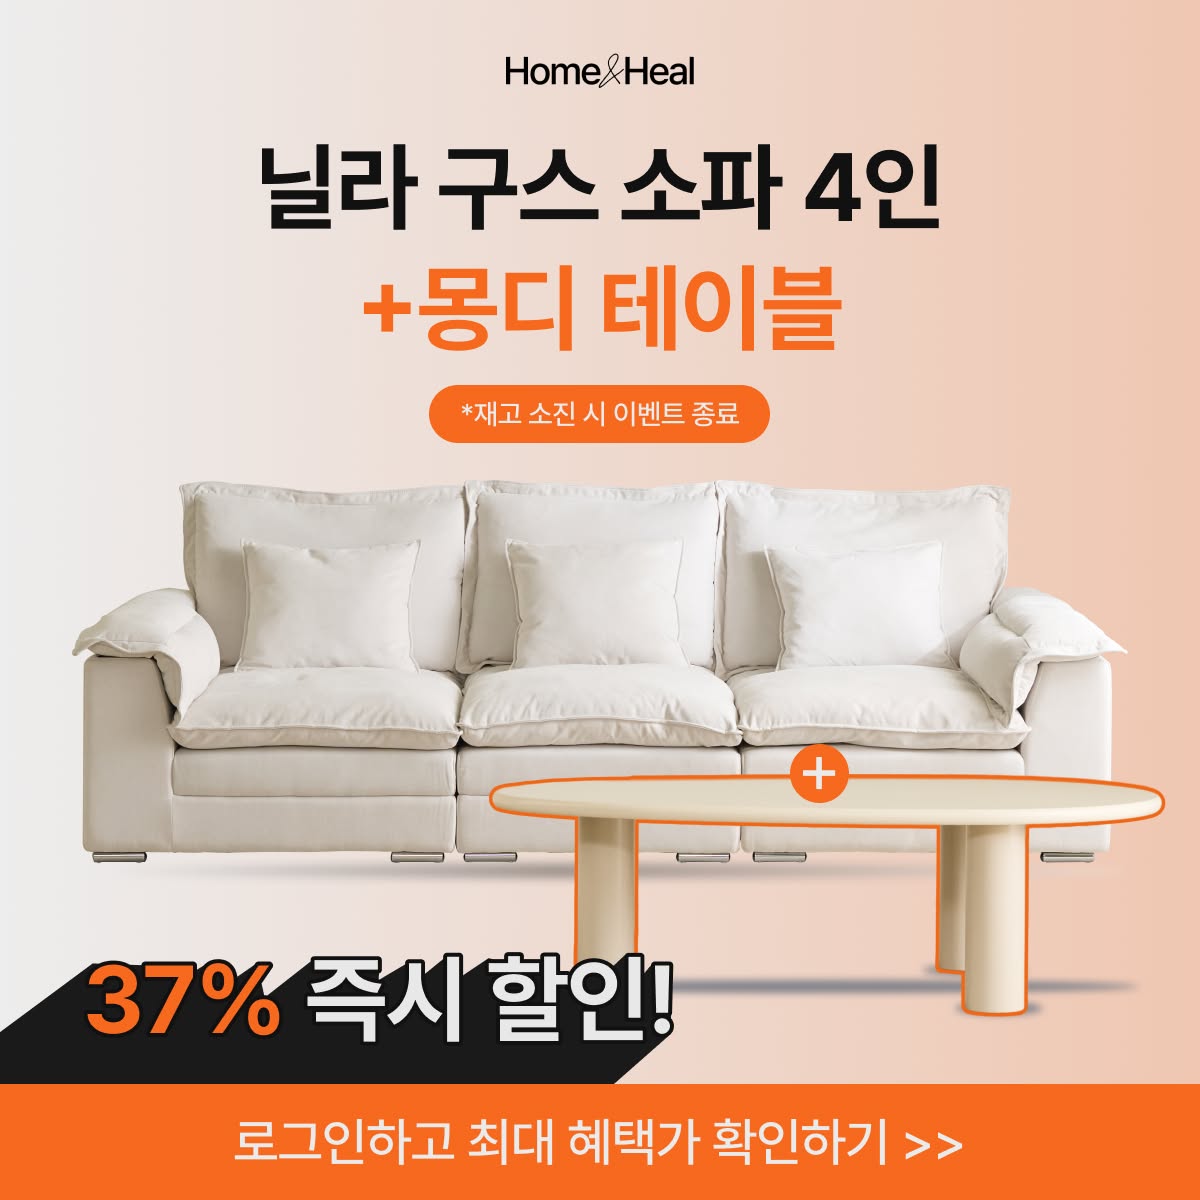 Home&Heal
닐라 구스 소파 4인
+몽디 테이블
*재고 소진 시 이벤트 종료
37% 즉시 할인!
로그인하고 최대 혜택가 확인하기 >>